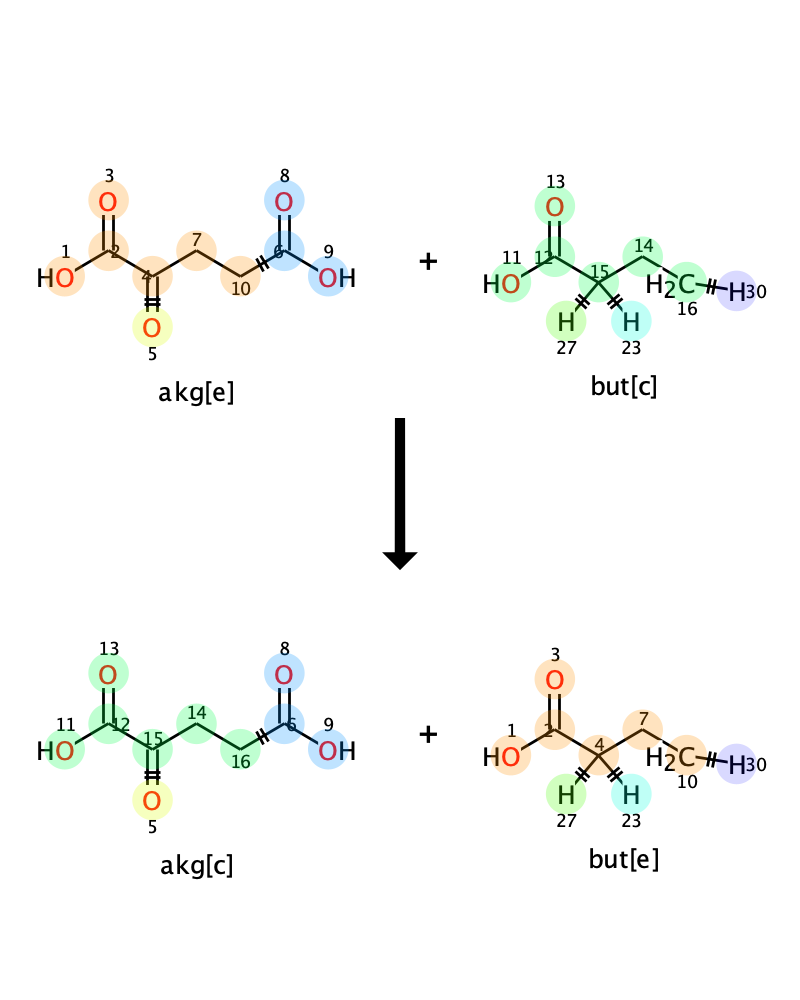 3 8 13
1 2 7 6 9 11 12 14
O O O
HO 4 10 OH HO 15 H₂C H30
5 O + H H 16
27 23
akg[e] but[c]
13 8 3
11 12 14 6 9 1 2 7
O O O
HO 15 16 OH HO 4 H₂C H30
5 O + H H 10
27 23
akg[c] but[e]